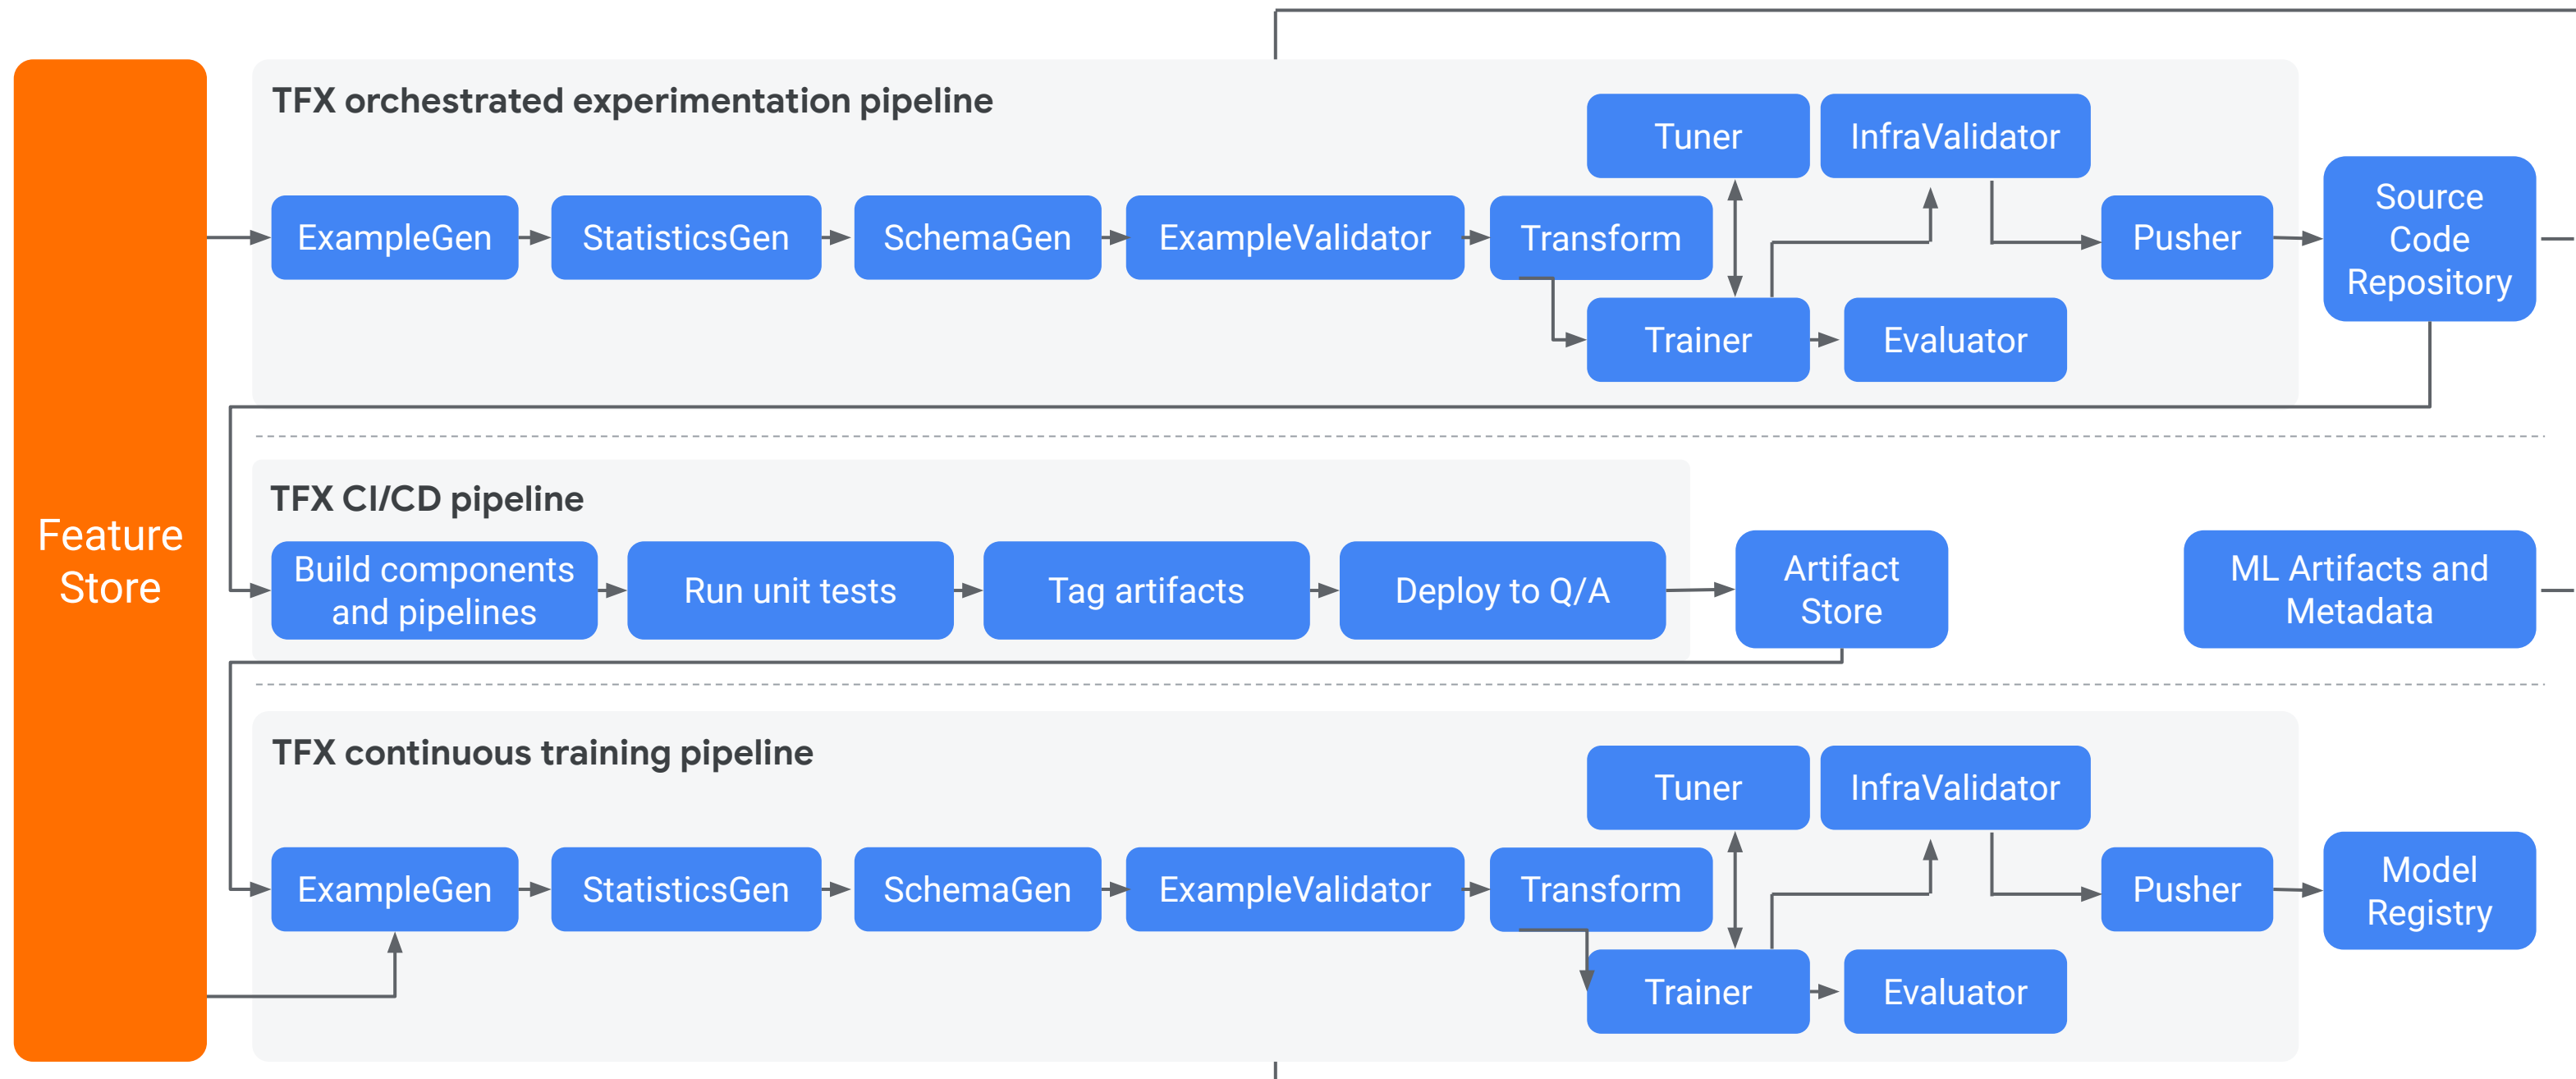 Feature
Store
TFX orchestrated experimentation pipeline
Tuner
InfraValidator
ExampleGen
StatisticsGen
SchemaGen
ExampleValidator
Transform
Pusher
Source
Code
Repository
Trainer
Evaluator
TFX CI/CD pipeline
Build components
and pipelines
Run unit tests
Tag artifacts
Deploy to Q/A
Artifact
Store
ML Artifacts and
Metadata
TFX continuous training pipeline
Tuner
InfraValidator
ExampleGen
StatisticsGen
SchemaGen
ExampleValidator
Transform
Pusher
Model
Registry
Trainer
Evaluator